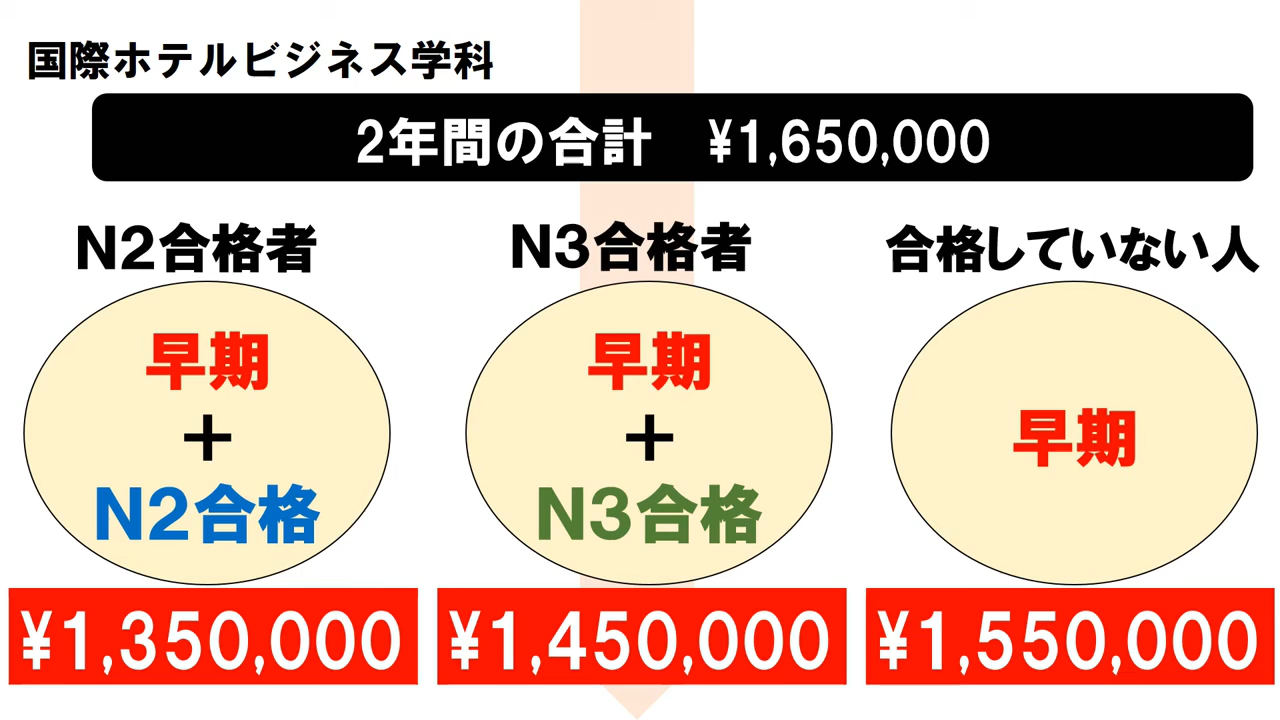 国際ホテルビジネス学科
2年間の合計　¥1,650,000
N2合格者
早期
+
N2合格
¥1,350,000
N3合格者
早期
+
N3合格
¥1,450,000
合格していない人
早期
¥1,550,000